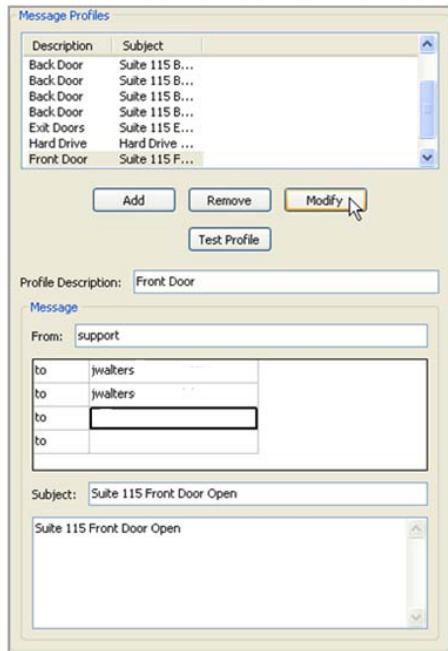 Message Profiles
Description Subject
Back Door Suite 115 B...
Back Door Suite 115 B...
Back Door Suite 115 B...
Back Door Suite 115 B...
Exit Doors Suite 115 E...
Hard Drive Hard Drive ...
Front Door Suite 115 F...
Add Remove Modify
Test Profile
Profile Description: Front Door
Message
From: support
to jwalters
to jwalters
to
to
Subject: Suite 115 Front Door Open
Suite 115 Front Door Open